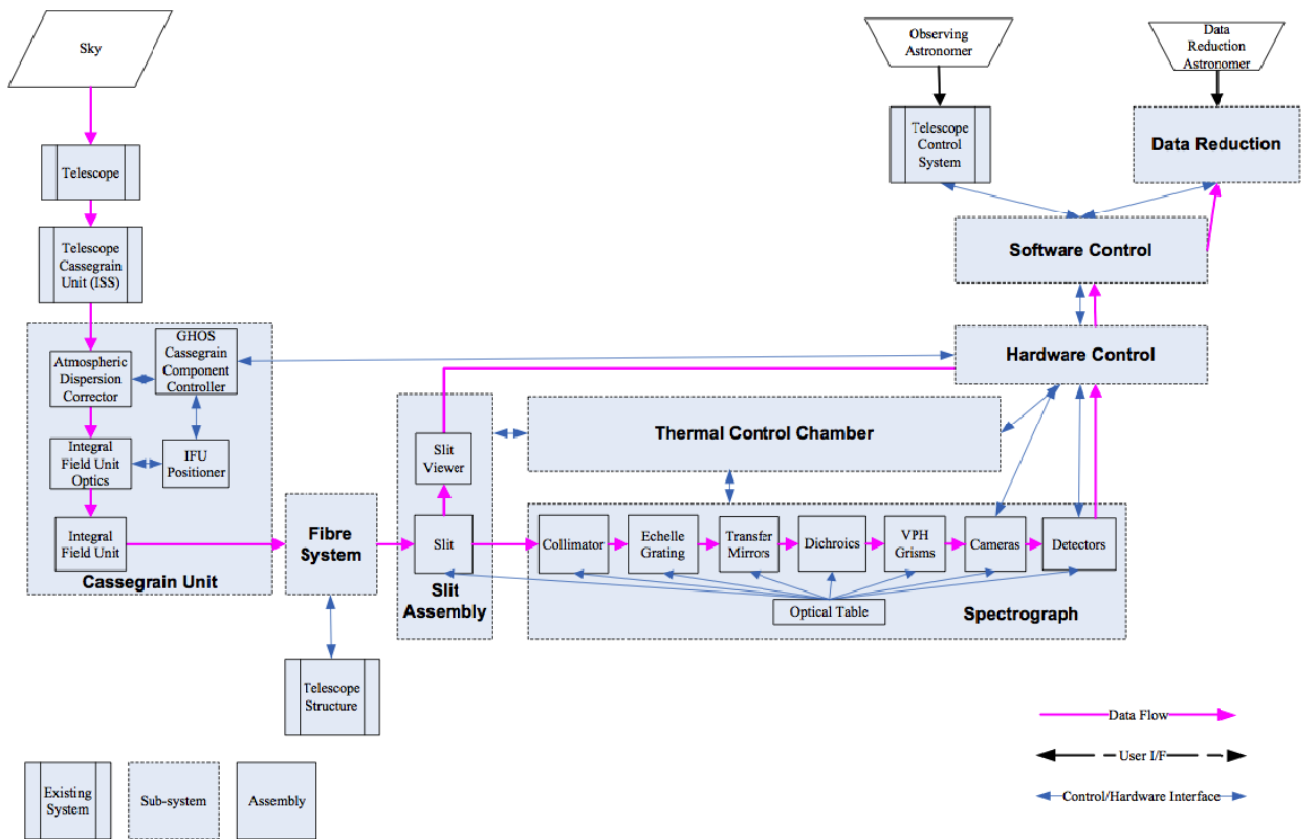 Sky
Observing
Astronomer
Data
Reduction
Astronomer
Telescope
Telescope
Control
System
Data Reduction
Telescope
Cassegrain
Unit (ISS)
Software Control
GHOS
Cassegrain
Component
Controller
Atmospheric
Dispersion
Corrector
Hardware Control
Thermal Control Chamber
Slit
Viewer
Integral
Field Unit
Optics
IFU
Positioner
Integral
Field Unit
Cassegrain Unit
Fibre
System
Slit
Slit
Assembly
Collimator
Echelle
Grating
Transfer
Mirrors
Dichroics
VPH
Grisms
Cameras
Detectors
Optical Table
Spectrograph
Telescope
Structure
Data Flow
User I/F
Control/Hardware Interface
Existing
System
Sub-system
Assembly